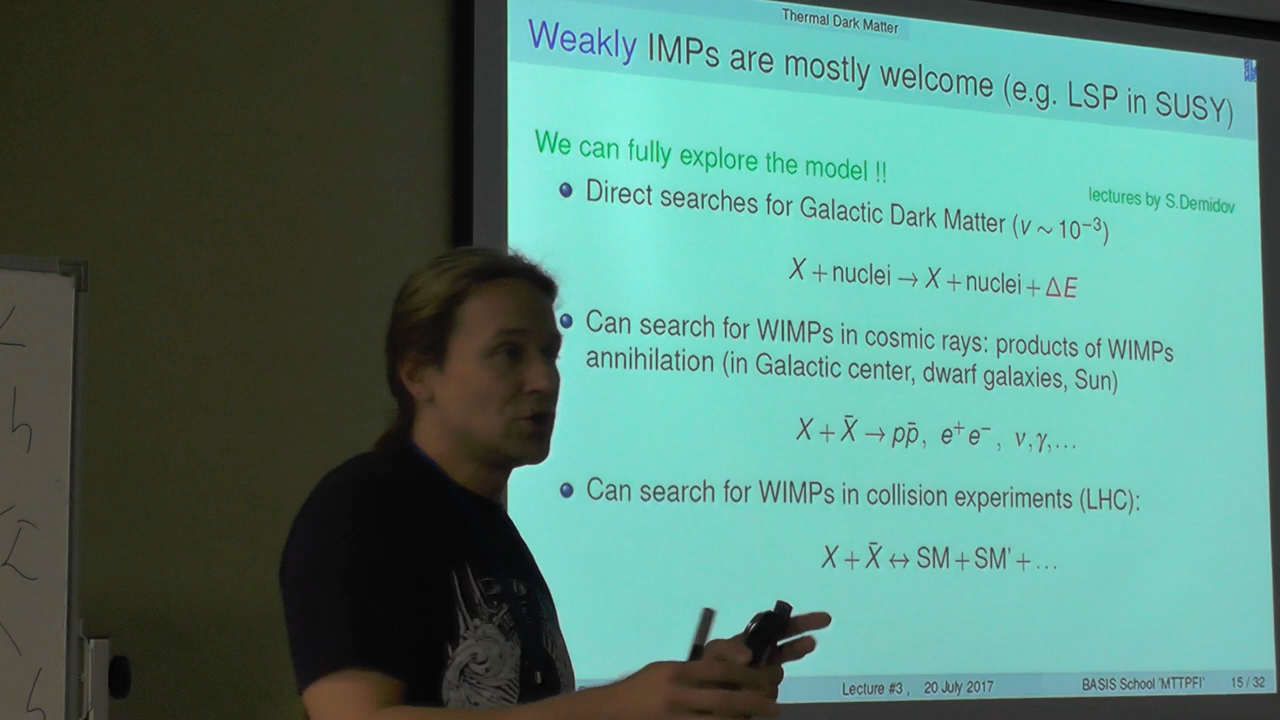 Thermal Dark Matter
Weakly IMPs are mostly welcome (e.g. LSP in SUSY)
We can fully explore the model !!
lectures by S.Demidov
Direct searches for Galactic Dark Matter (v ∼ 10⁻³)
X + nuclei → X + nuclei + ΔE
Can search for WIMPs in cosmic rays: products of WIMPs
annihilation (in Galactic center, dwarf galaxies, Sun)
X + X̄ → pp̄, e⁺e⁻, ν, γ, ...
Can search for WIMPs in collision experiments (LHC):
X + X̄ ↔ SM + SM' + ...
Lecture #3, 20 July 2017
BASIS School 'MTTPFI'
15 / 32